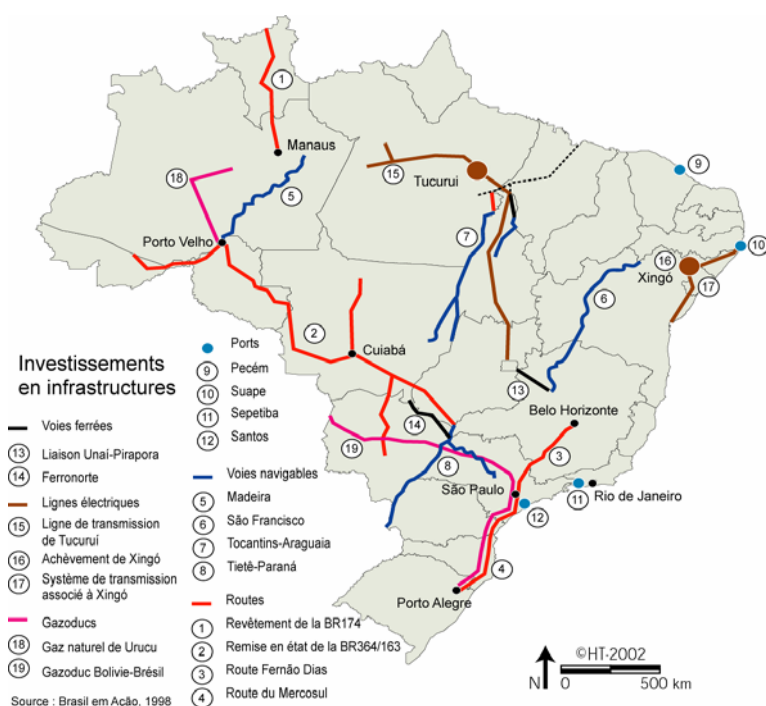 1
Manaus
18
5
15
Tucurui
9
Porto Velho
7
10
16
Xingó
17
6
2
Cuiabá
13
Belo Horizonte
14
19
3
8
São Paulo
11
Rio de Janeiro
12
4
Porto Alegre
Investissements
en infrastructures
Voies ferrées
13 Liaison Unaí-Pirapora
14 Ferronorte
Lignes électriques
15 Ligne de transmission
de Tucuruí
16 Achèvement de Xingó
17 Système de transmission
associé à Xingó
Gazoducs
18 Gaz naturel de Urucu
19 Gazoduc Bolivie-Brésil
Source : Brasil em Ação, 1998
Ports
9 Pecém
10 Suape
11 Sepetiba
12 Santos
Voies navigables
5 Madeira
6 São Francisco
7 Tocantins-Araguaia
8 Tietê-Paraná
Routes
1 Revêtement de la BR174
2 Remise en état de la BR364/163
3 Route Fernão Dias
4 Route du Mercosul
©HT-2002
N 0 500 km